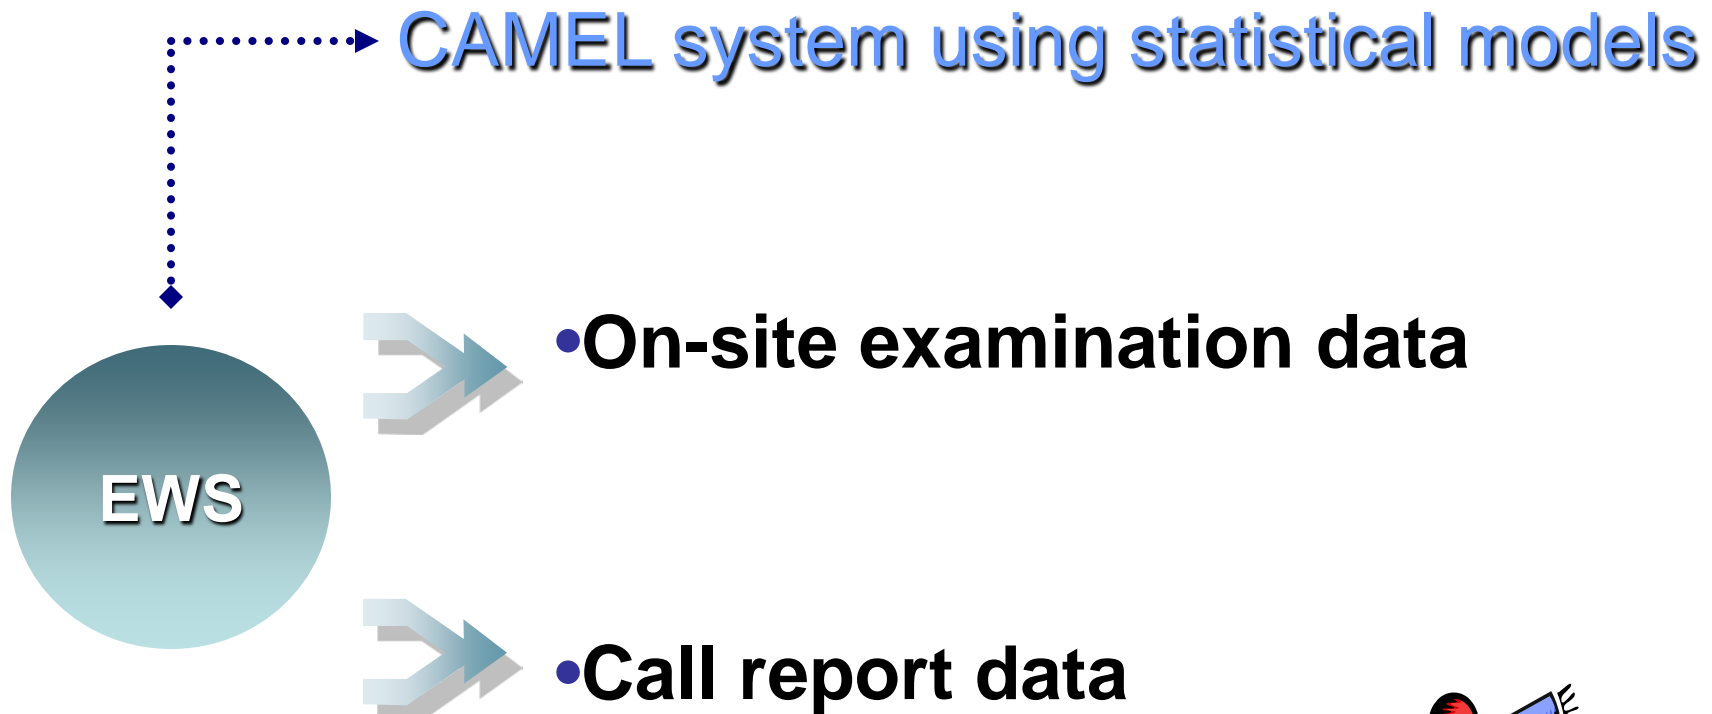 CAMEL system using statistical models
•On-site examination data
EWS
•Call report data